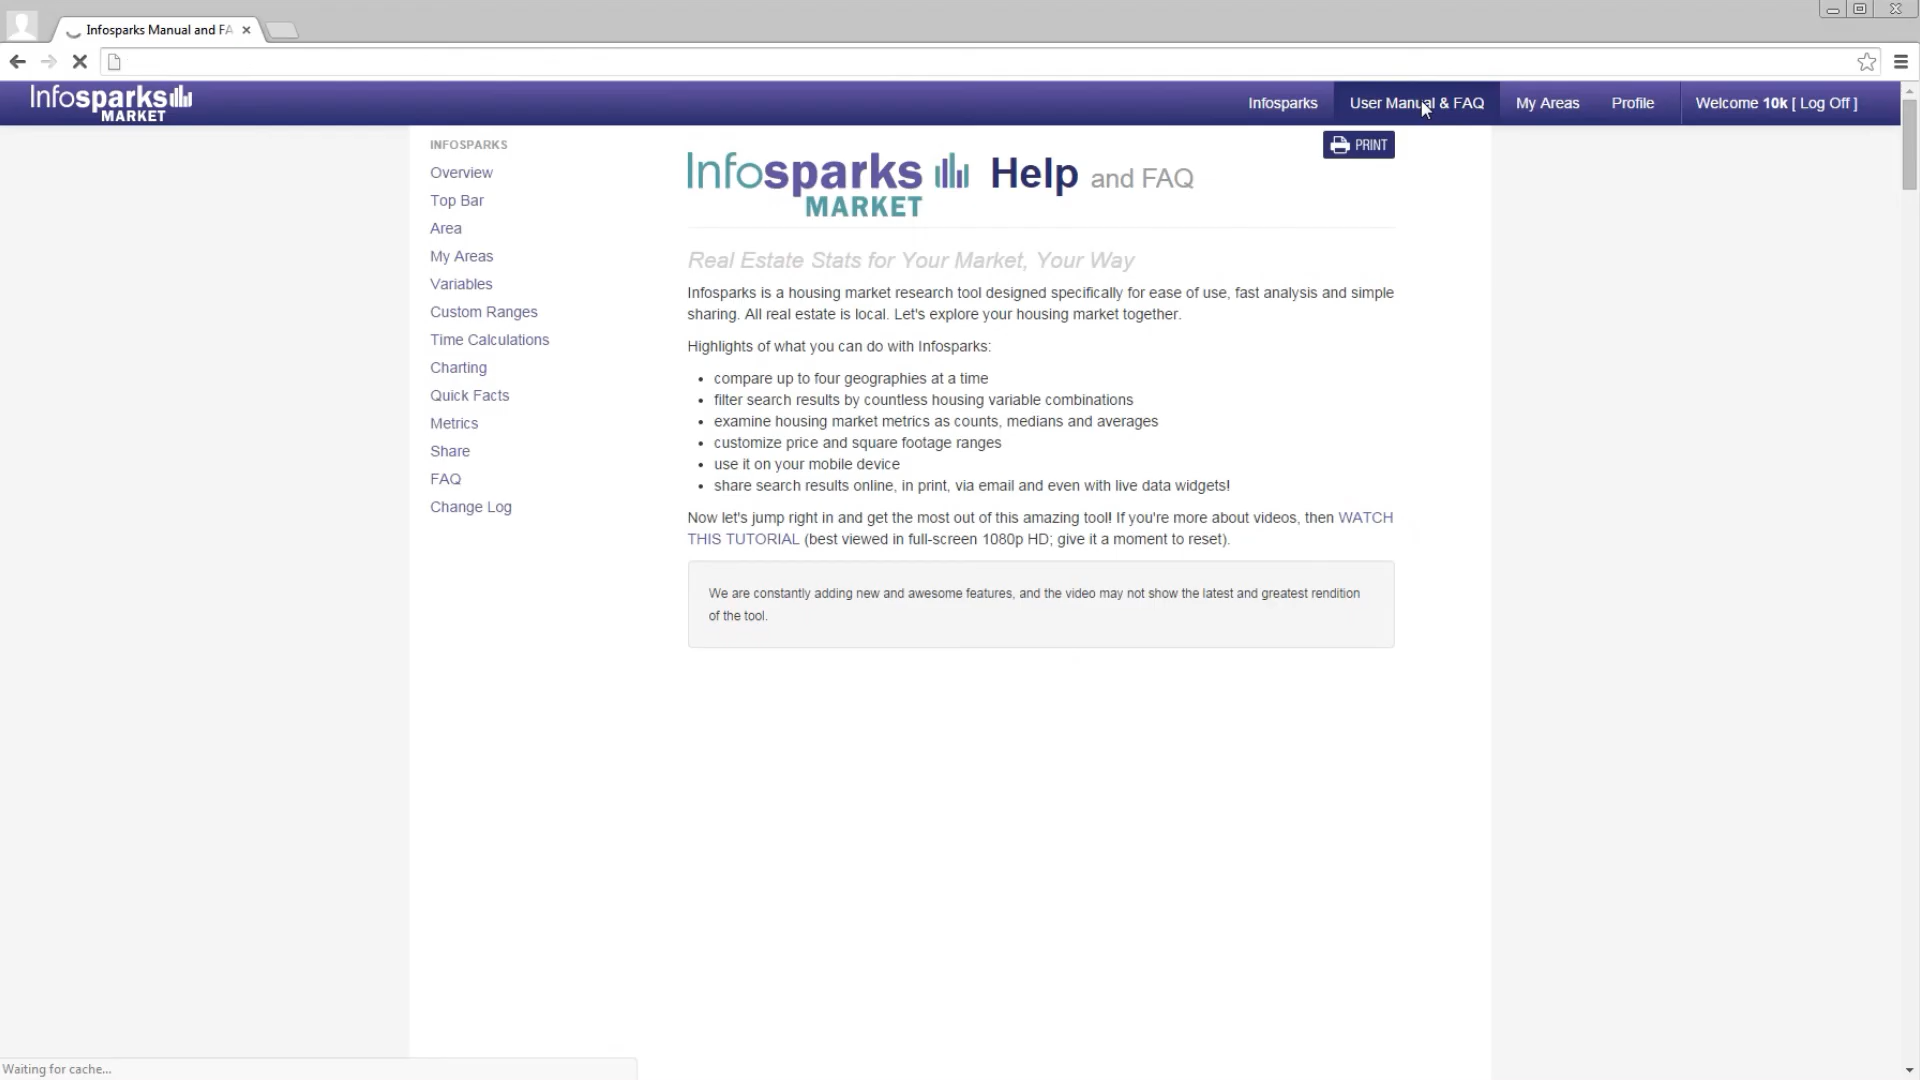 Infosparks Manual and FA
Infosparks
MARKET
Infosparks
User Manual & FAQ
My Areas
Profile
Welcome 10k [ Log Off ]
INFOSPARKS
Overview
Top Bar
Area
My Areas
Variables
Custom Ranges
Time Calculations
Charting
Quick Facts
Metrics
Share
FAQ
Change Log
PRINT
Infosparks Help and FAQ
MARKET
Real Estate Stats for Your Market, Your Way
Infosparks is a housing market research tool designed specifically for ease of use, fast analysis and simple
sharing. All real estate is local. Let's explore your housing market together.
Highlights of what you can do with Infosparks:
• compare up to four geographies at a time
• filter search results by countless housing variable combinations
• examine housing market metrics as counts, medians and averages
• customize price and square footage ranges
• use it on your mobile device
• share search results online, in print, via email and even with live data widgets!
Now let's jump right in and get the most out of this amazing tool! If you're more about videos, then WATCH
THIS TUTORIAL (best viewed in full-screen 1080p HD; give it a moment to reset).
We are constantly adding new and awesome features, and the video may not show the latest and greatest rendition
of the tool.
Waiting for cache...